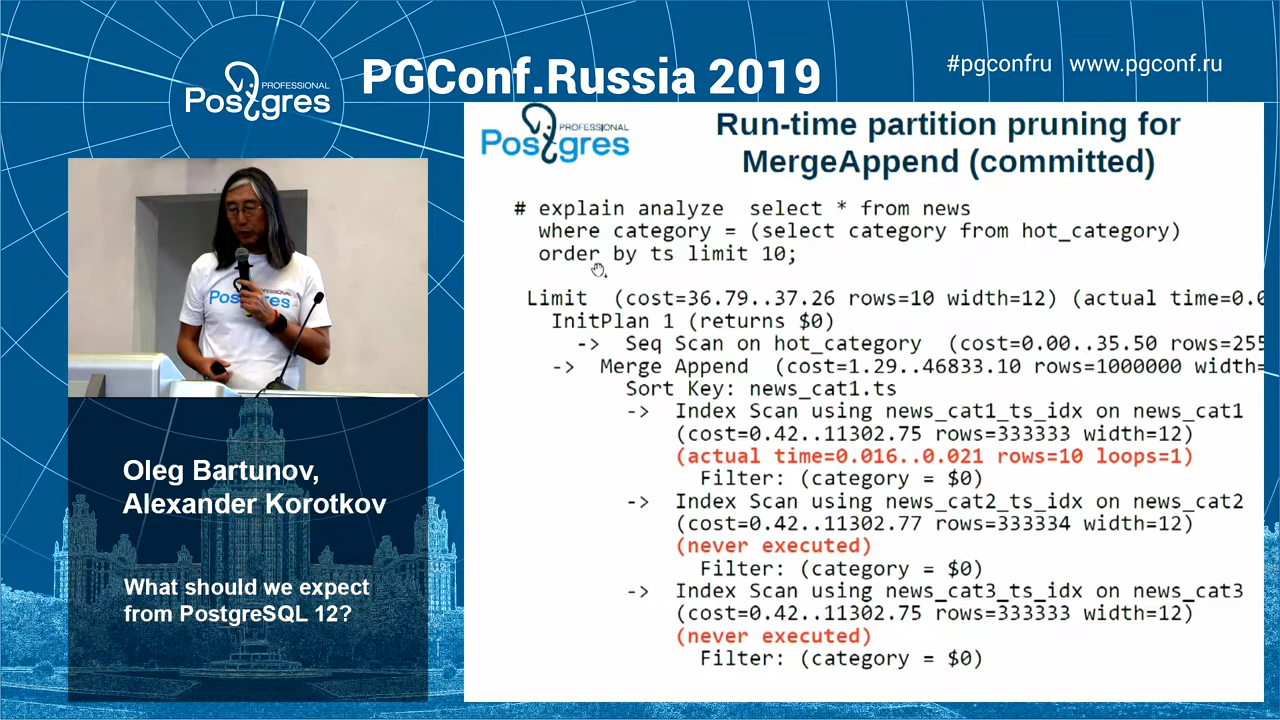 PROFESSIONAL
Postgres
PGConf.Russia 2019
#pgconfru www.pgconf.ru
PROFESSIONAL
Postgres
Run-time partition pruning for
MergeAppend (committed)
# explain analyze  select * from news
where category = (select category from hot_category)
order by ts limit 10;
Limit  (cost=36.79..37.26 rows=10 width=12) (actual time=0.0
InitPlan 1 (returns $0)
->  Seq Scan on hot_category  (cost=0.00..35.50 rows=255
->  Merge Append  (cost=1.29..46833.10 rows=1000000 width=
Sort Key: news_cat1.ts
->  Index Scan using news_cat1_ts_idx on news_cat1
(cost=0.42..11302.75 rows=333333 width=12)
(actual time=0.016..0.021 rows=10 loops=1)
Filter: (category = $0)
->  Index Scan using news_cat2_ts_idx on news_cat2
(cost=0.42..11302.77 rows=333334 width=12)
(never executed)
Filter: (category = $0)
->  Index Scan using news_cat3_ts_idx on news_cat3
(cost=0.42..11302.75 rows=333333 width=12)
(never executed)
Filter: (category = $0)
PROFESSIONAL
Postgres
Oleg Bartunov,
Alexander Korotkov
What should we expect
from PostgreSQL 12?